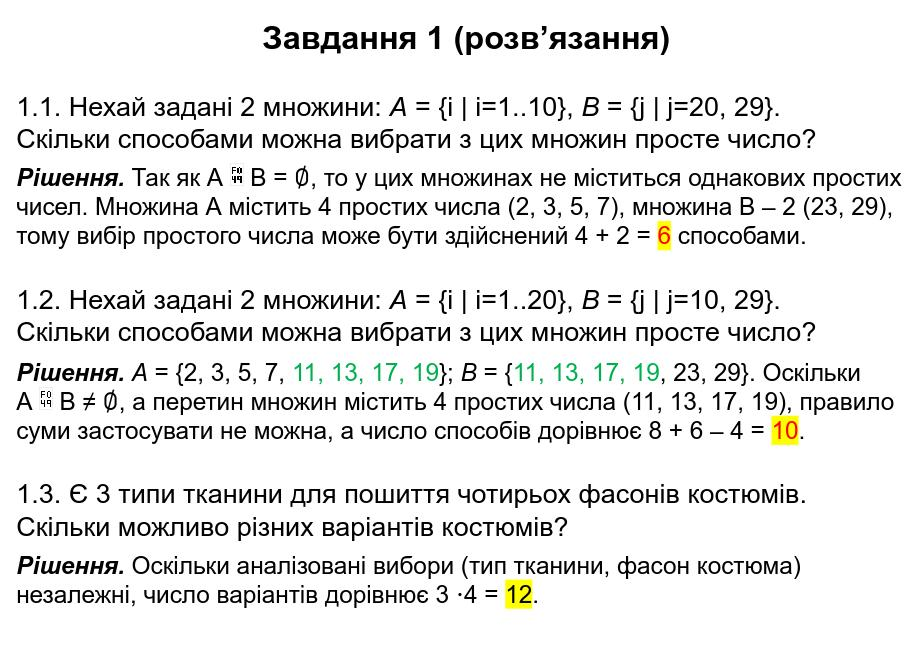 Завдання 1 (розв’язання)
1.1. Нехай задані 2 множини: A = {i | i=1..10}, B = {j | j=20, 29}.
Скільки способами можна вибрати з цих множин просте число?
Рішення. Так як А  В = ∅, то у цих множинах не міститься однакових простих
чисел. Множина А містить 4 простих числа (2, 3, 5, 7), множина В – 2 (23, 29),
тому вибір простого числа може бути здійснений 4 + 2 = 6 способами.
1.2. Нехай задані 2 множини: A = {i | i=1..20}, B = {j | j=10, 29}.
Скільки способами можна вибрати з цих множин просте число?
Рішення. A = {2, 3, 5, 7, 11, 13, 17, 19}; B = {11, 13, 17, 19, 23, 29}. Оскільки
А  В ≠ ∅, а перетин множин містить 4 простих числа (11, 13, 17, 19), правило
суми застосувати не можна, а число способів дорівнює 8 + 6 – 4 = 10.
1.3. Є 3 типи тканини для пошиття чотирьох фасонів костюмів.
Скільки можливо різних варіантів костюмів?
Рішення. Оскільки аналізовані вибори (тип тканини, фасон костюма)
незалежні, число варіантів дорівнює 3 ·4 = 12.